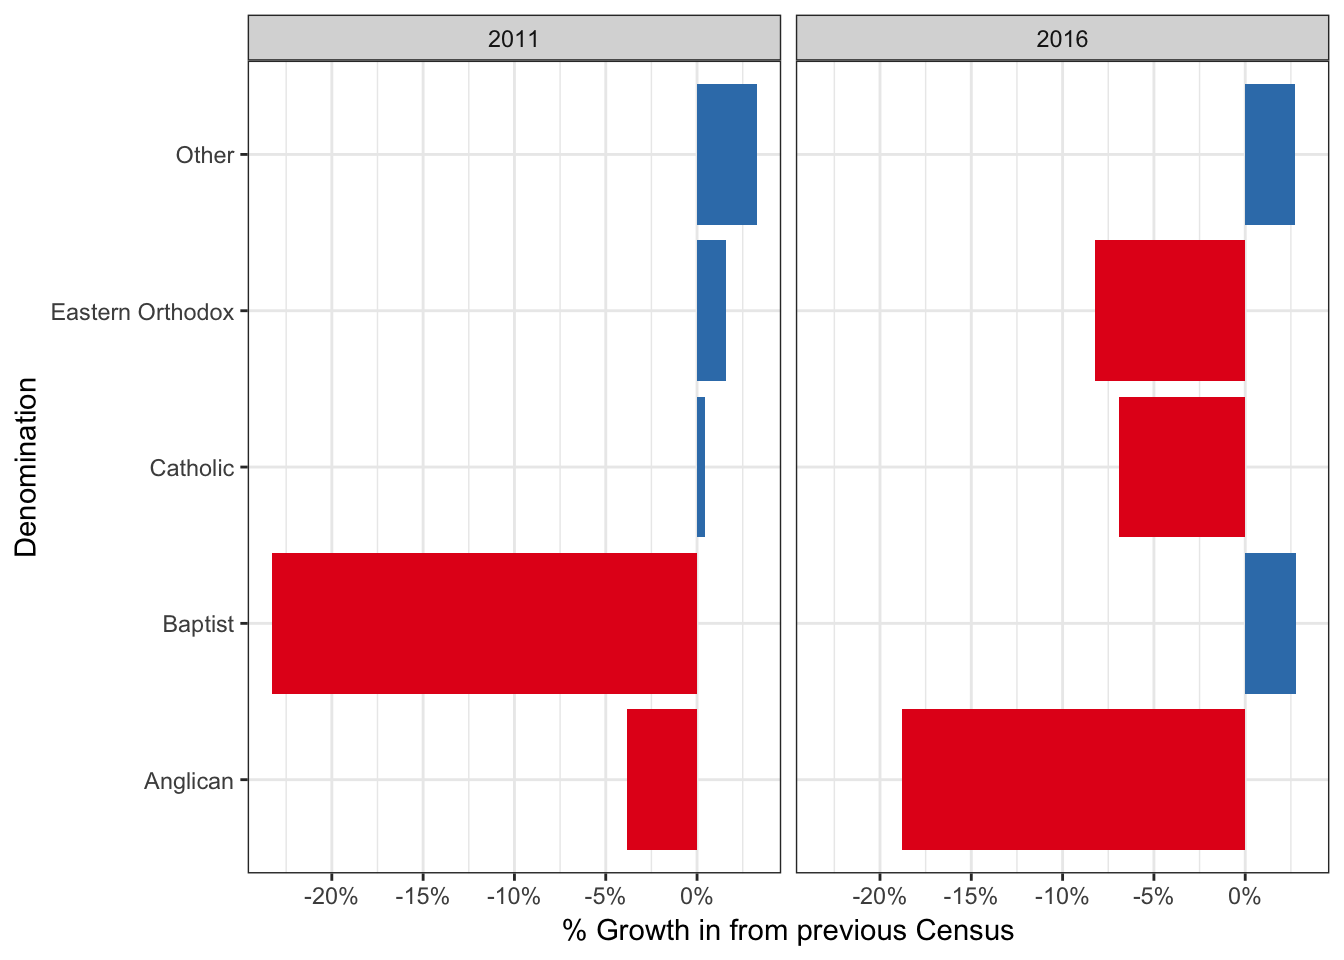 2011
2016
Other
Eastern Orthodox
Catholic
Baptist
Anglican
Denomination
-20% -15% -10% -5% 0%
-20% -15% -10% -5% 0%
% Growth in from previous Census